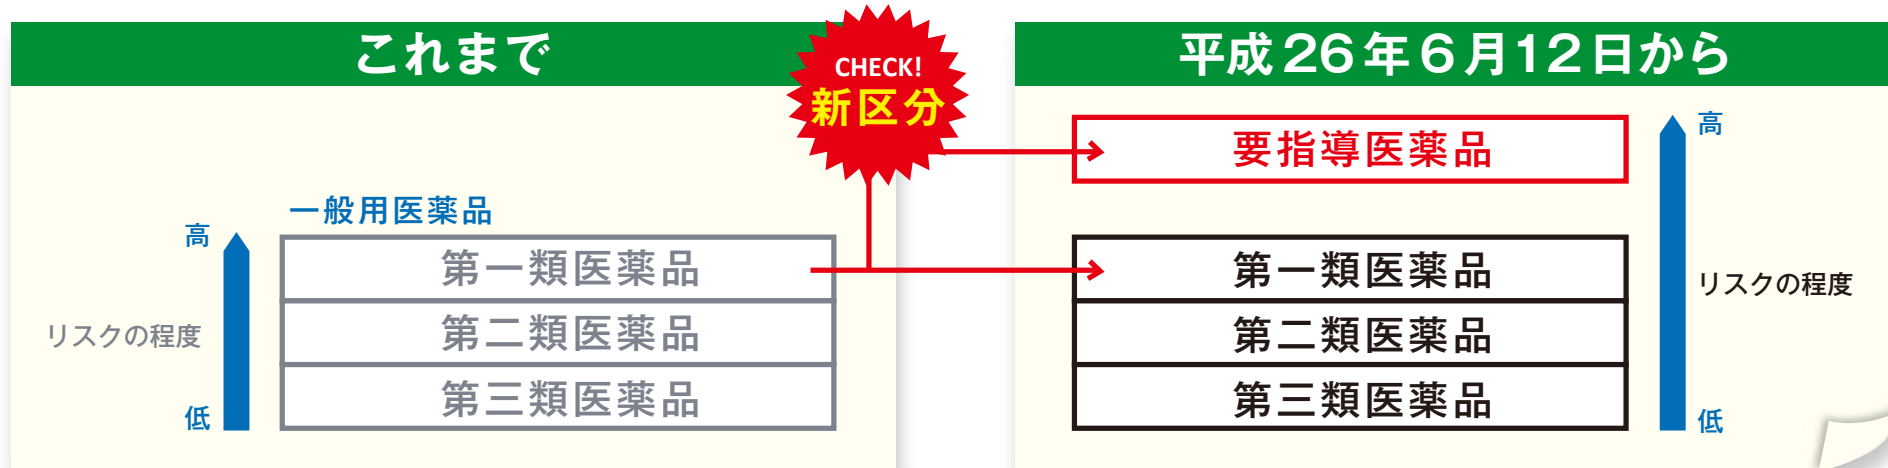 これまで
CHECK!
新区分
一般用医薬品
高
第一類医薬品
第二類医薬品
リスクの程度
第三類医薬品
低
平成26年6月12日から
要指導医薬品
高
第一類医薬品
リスクの程度
第二類医薬品
第三類医薬品
低